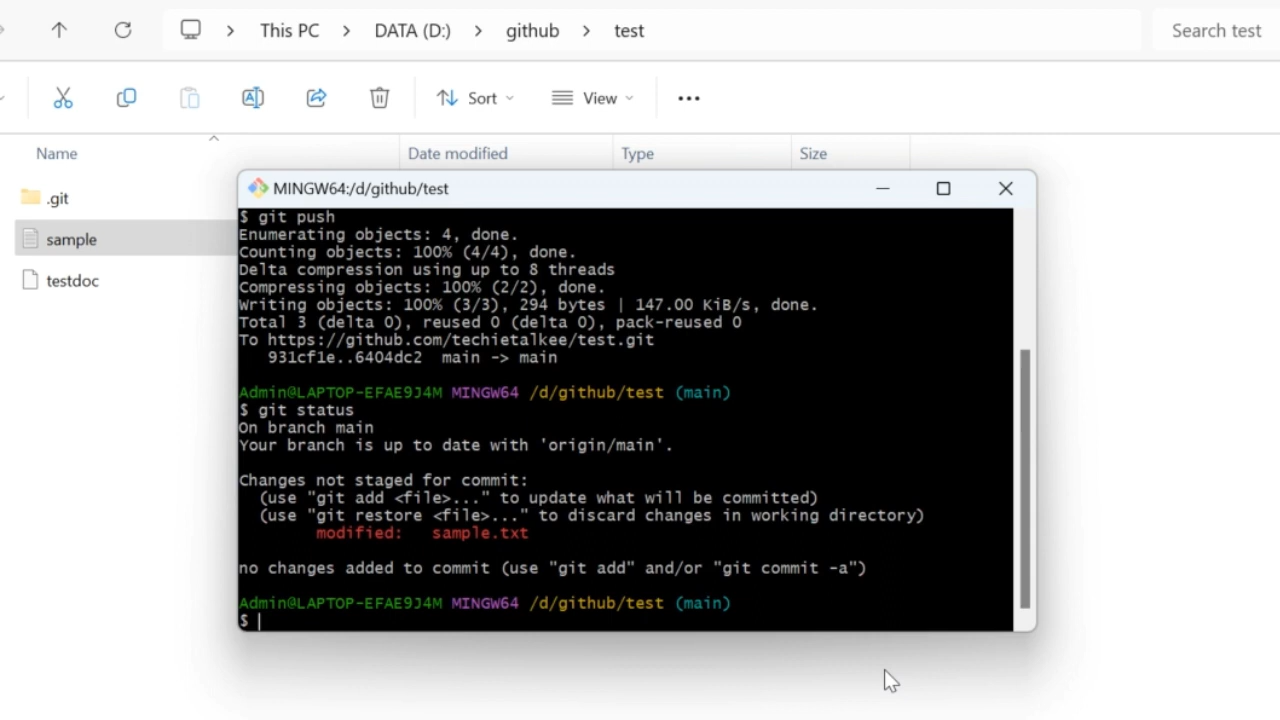 This PC > DATA (D:) > github > test
Search test
Sort
View
Name
Date modified
Type
Size
.git
sample
testdoc
MINGW64:/d/github/test
$ git push
Enumerating objects: 4, done.
Counting objects: 100% (4/4), done.
Delta compression using up to 8 threads
Compressing objects: 100% (2/2), done.
Writing objects: 100% (3/3), 294 bytes | 147.00 KiB/s, done.
Total 3 (delta 0), reused 0 (delta 0), pack-reused 0
To https://github.com/techietalkee/test.git
931cf1e..6404dc2 main -> main
Admin@LAPTOP-EFAE9J4M MINGW64 /d/github/test (main)
$ git status
On branch main
Your branch is up to date with 'origin/main'.
Changes not staged for commit:
(use "git add <file>..." to update what will be committed)
(use "git restore <file>..." to discard changes in working directory)
modified: sample.txt
no changes added to commit (use "git add" and/or "git commit -a")
Admin@LAPTOP-EFAE9J4M MINGW64 /d/github/test (main)
$